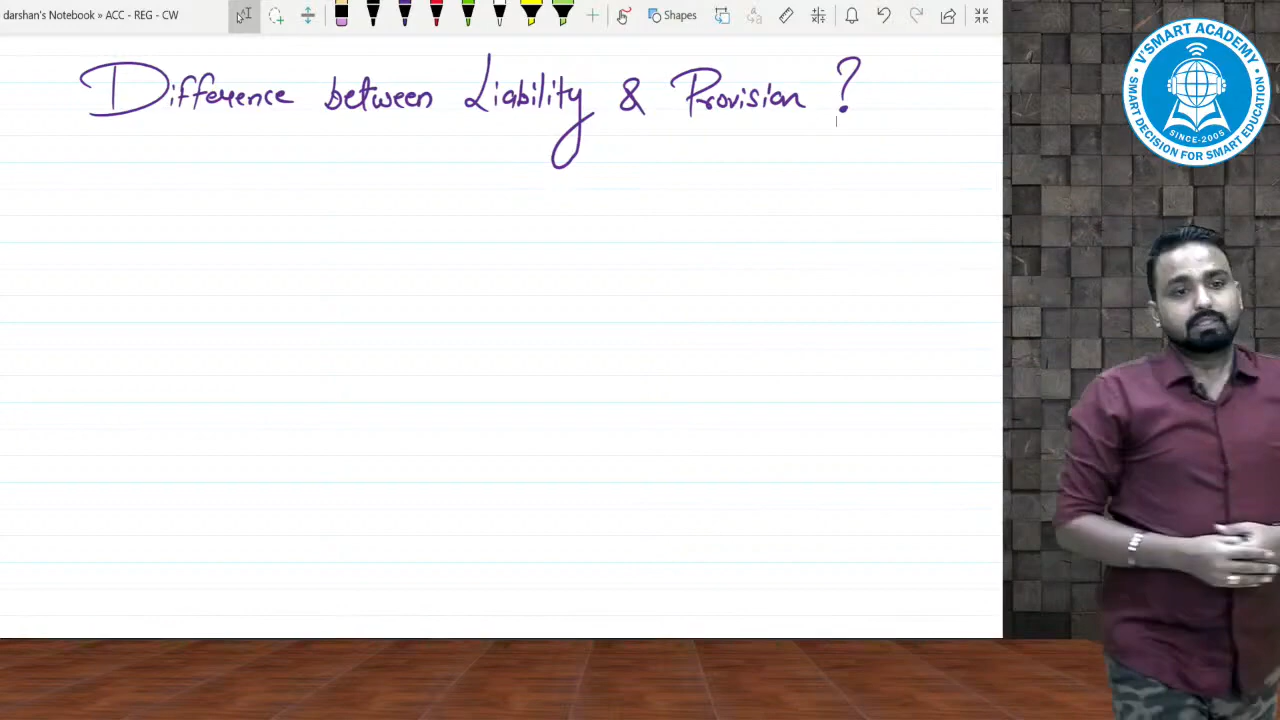 darshan's Notebook » ACC - REG - CW
Shapes
Difference between Liability & Provision ?
V'SMART ACADEMY
SINCE-2005
SMART DECISION FOR SMART EDUCATION